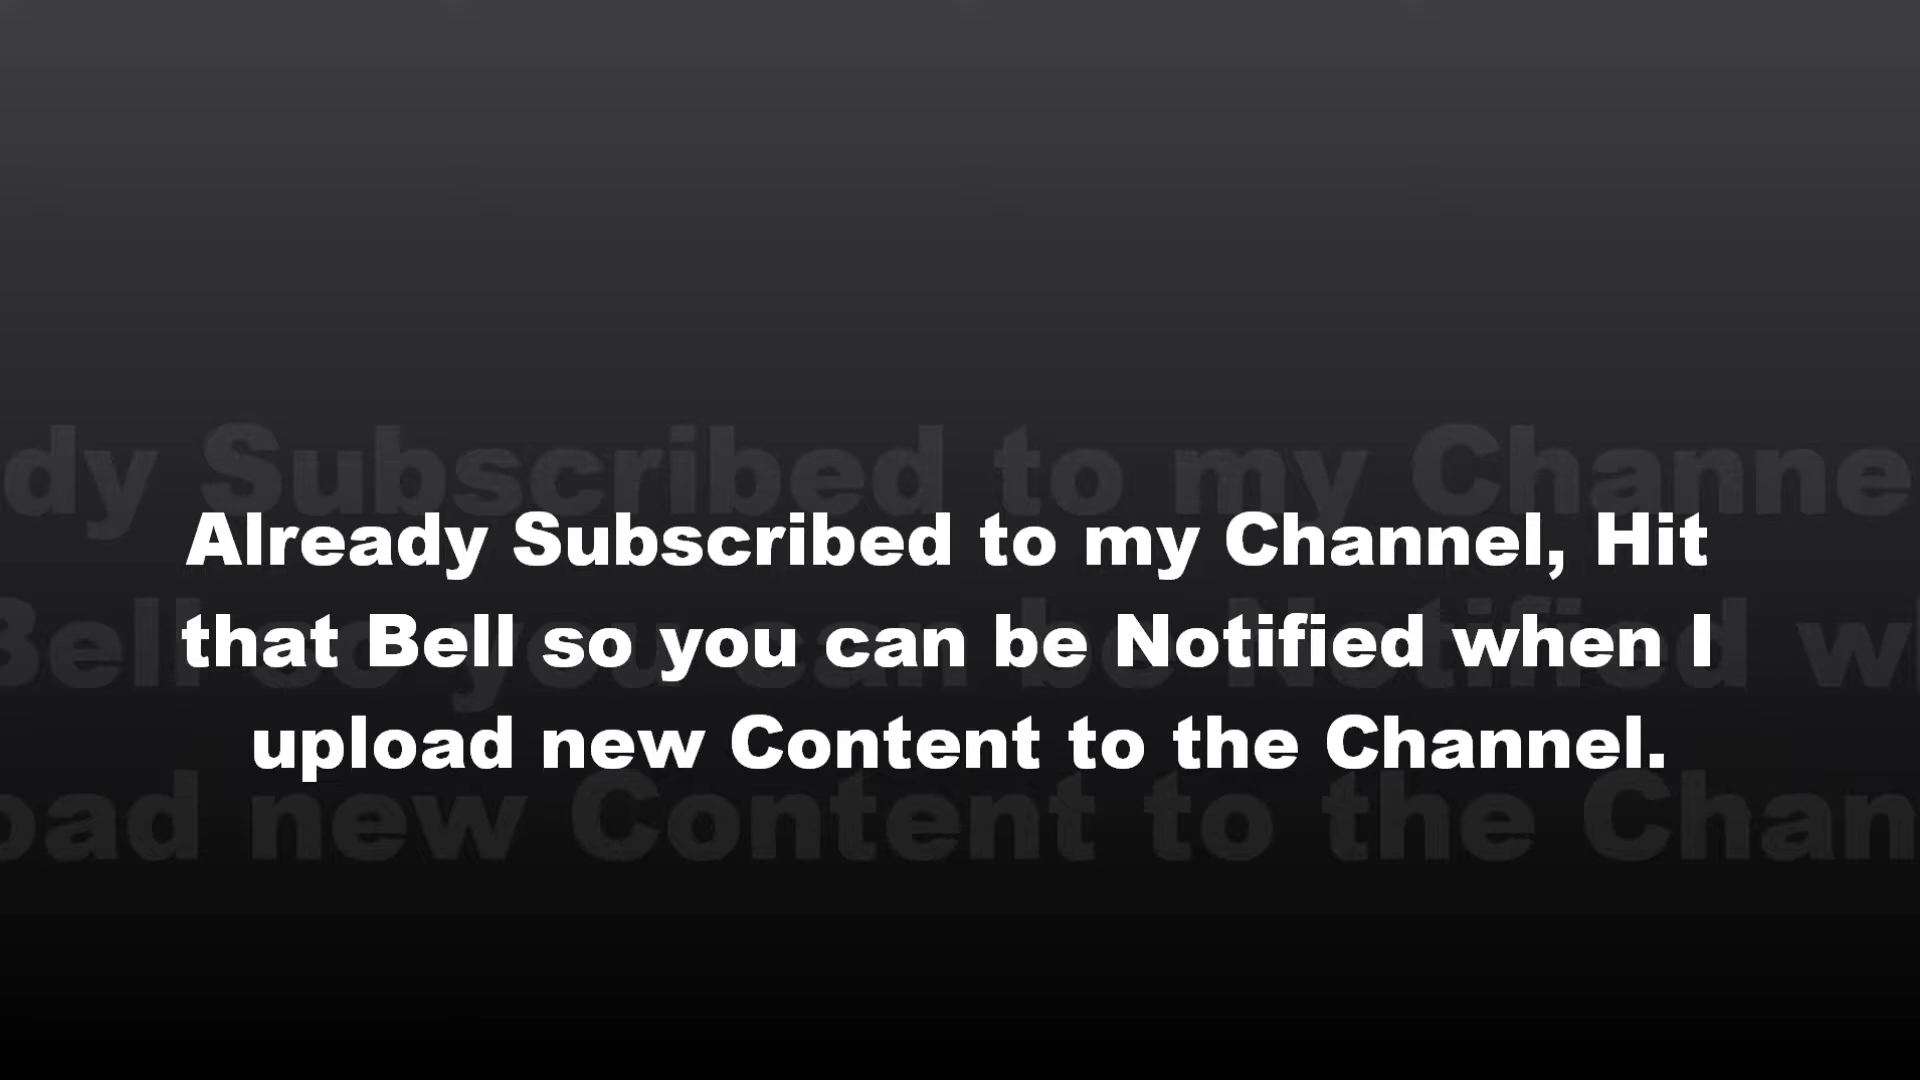 Already Subscribed to my Channel, Hit
that Bell so you can be Notified when I
upload new Content to the Channel.